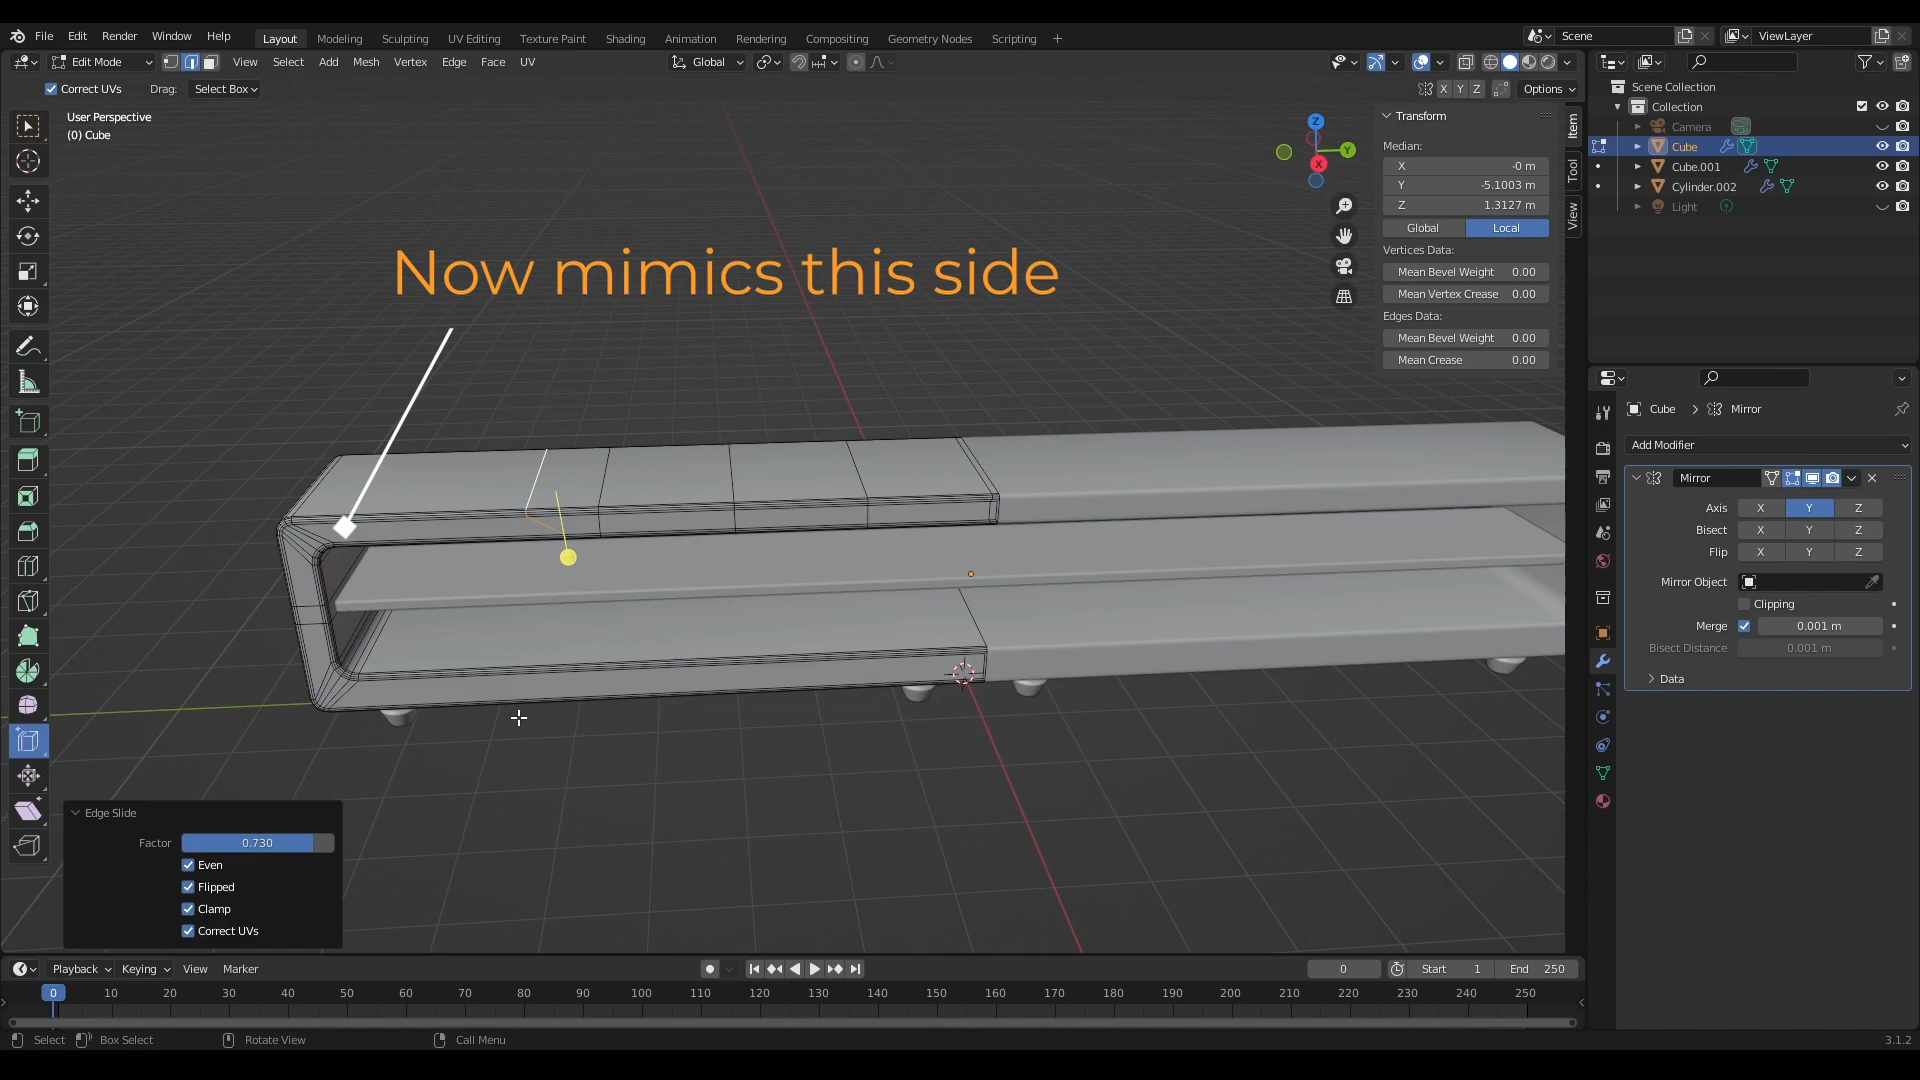 File Edit Render Window Help
Layout Modeling Sculpting UV Editing Texture Paint Shading Animation Rendering Compositing Geometry Nodes Scripting +
Scene
ViewLayer
Edit Mode View Select Add Mesh Vertex Edge Face UV
Global
Correct UVs Drag: Select Box
X Y Z Options
User Perspective
(0) Cube
Now mimics this side
Z
Y
X
Transform
Median:
X -0 m
Y -5.1003 m
Z 1.3127 m
Global Local
Vertices Data:
Mean Bevel Weight 0.00
Mean Vertex Crease 0.00
Edges Data:
Mean Bevel Weight 0.00
Mean Crease 0.00
Item
Tool
View
Scene Collection
Collection
Camera
Cube
Cube.001
Cylinder.002
Light
Cube > Mirror
Add Modifier
Mirror
Axis X Y Z
Bisect X Y Z
Flip X Y Z
Mirror Object
Clipping
Merge 0.001 m
Bisect Distance 0.001 m
Data
Edge Slide
Factor 0.730
Even
Flipped
Clamp
Correct UVs
Playback Keying View Marker
0 Start 1 End 250
0 10 20 30 40 50 60 70 80 90 100 110 120 130 140 150 160 170 180 190 200 210 220 230 240 250
Select Box Select Rotate View Call Menu
3.1.2